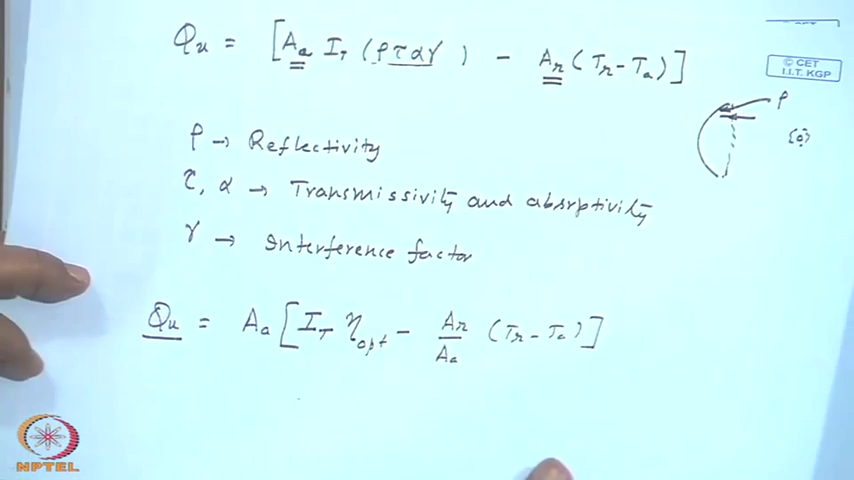 Qu = [Aa IT (ρταγ) - Ar (Tr - Ta)]
© CET
I.I.T. KGP
ρ
ρ → Reflectivity
τ, α → Transmissivity and absorptivity
γ → Interference factor
Qu = Aa [IT ηopt - Ar/Aa (Tr - Ta)]
NPTEL